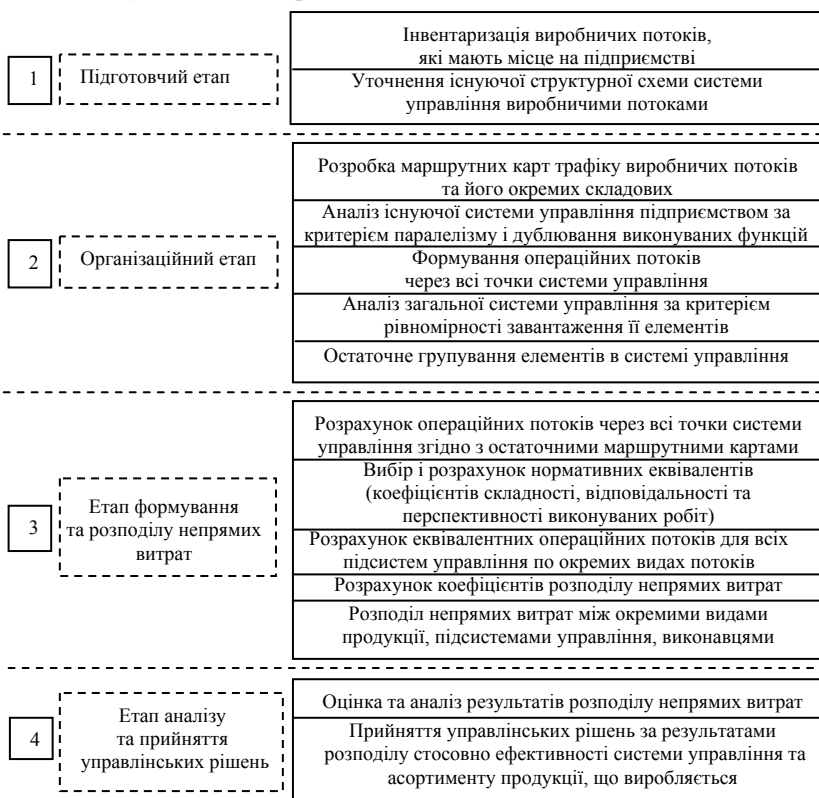 1
Підготовчий етап
Інвентаризація виробничих потоків,
які мають місце на підприємстві
Уточнення існуючої структурної схеми системи
управління виробничими потоками
2
Організаційний етап
Розробка маршрутних карт трафіку виробничих потоків
та його окремих складових
Аналіз існуючої системи управління підприємством за
критерієм паралелізму і дублювання виконуваних функцій
Формування операційних потоків
через всі точки системи управління
Аналіз загальної системи управління за критерієм
рівномірності завантаження її елементів
Остаточне групування елементів в системі управління
3
Етап формування
та розподілу непрямих
витрат
Розрахунок операційних потоків через всі точки системи
управління згідно з остаточними маршрутними картами
Вибір і розрахунок нормативних еквівалентів
(коефіцієнтів складності, відповідальності та
перспективності виконуваних робіт)
Розрахунок еквівалентних операційних потоків для всіх
підсистем управління по окремих видах потоків
Розрахунок коефіцієнтів розподілу непрямих витрат
Розподіл непрямих витрат між окремими видами
продукції, підсистемами управління, виконавцями
4
Етап аналізу
та прийняття
управлінських рішень
Оцінка та аналіз результатів розподілу непрямих витрат
Прийняття управлінських рішень за результатами
розподілу стосовно ефективності системи управління та
асортименту продукції, що виробляється